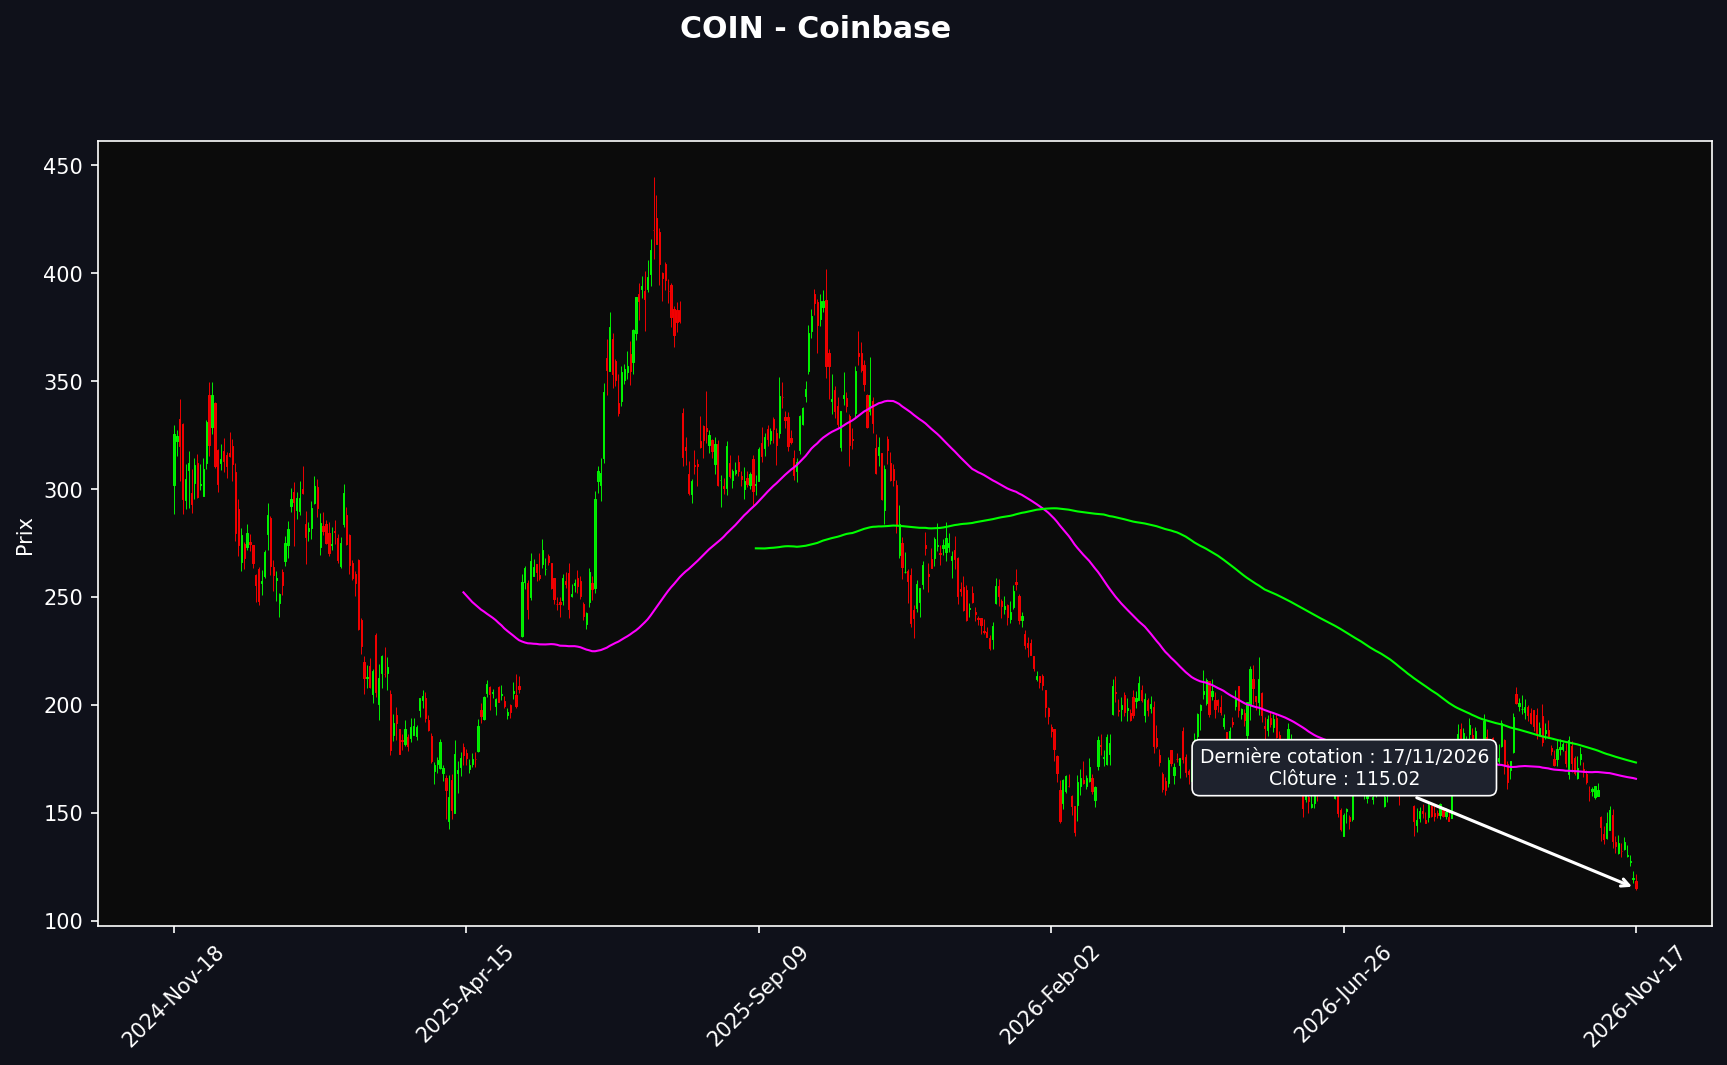 COIN - Coinbase
Prix
450
400
350
300
250
200
150
100
Dernière cotation : 17/11/2026
Clôture : 115.02
2024-Nov-18
2025-Apr-15
2025-Sep-09
2026-Feb-02
2026-Jun-26
2026-Nov-17